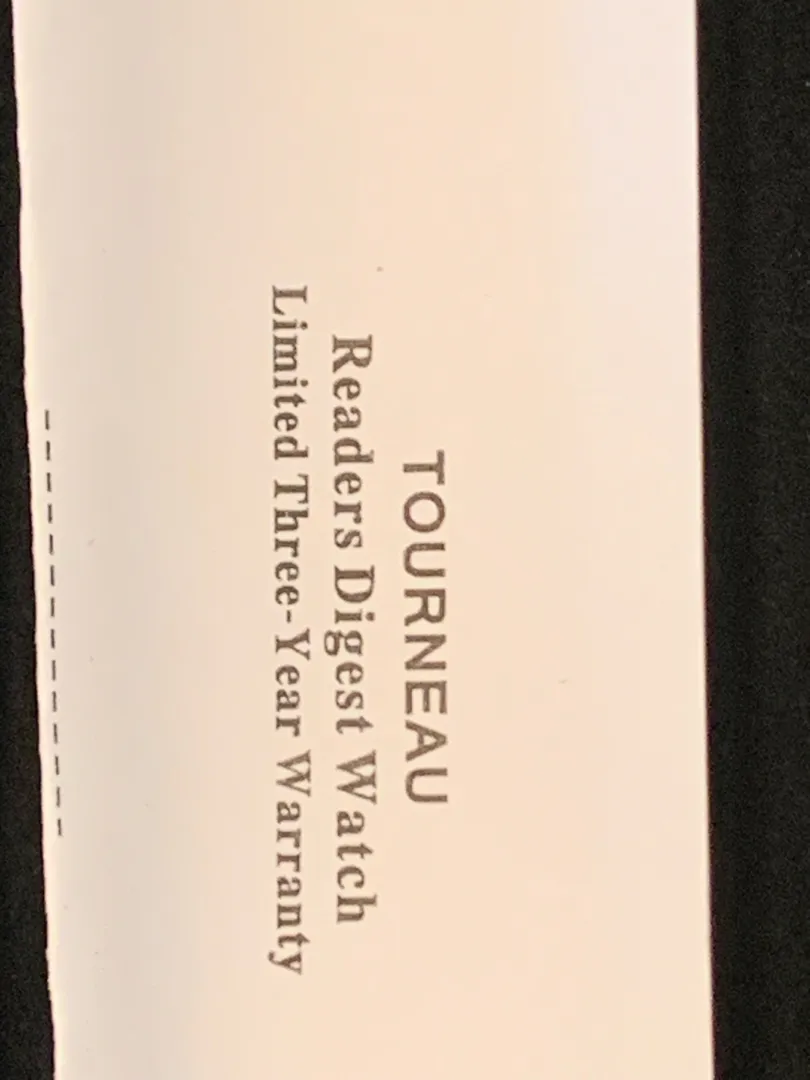 TOURNEAU
Readers Digest Watch
Limited Three-Year Warranty